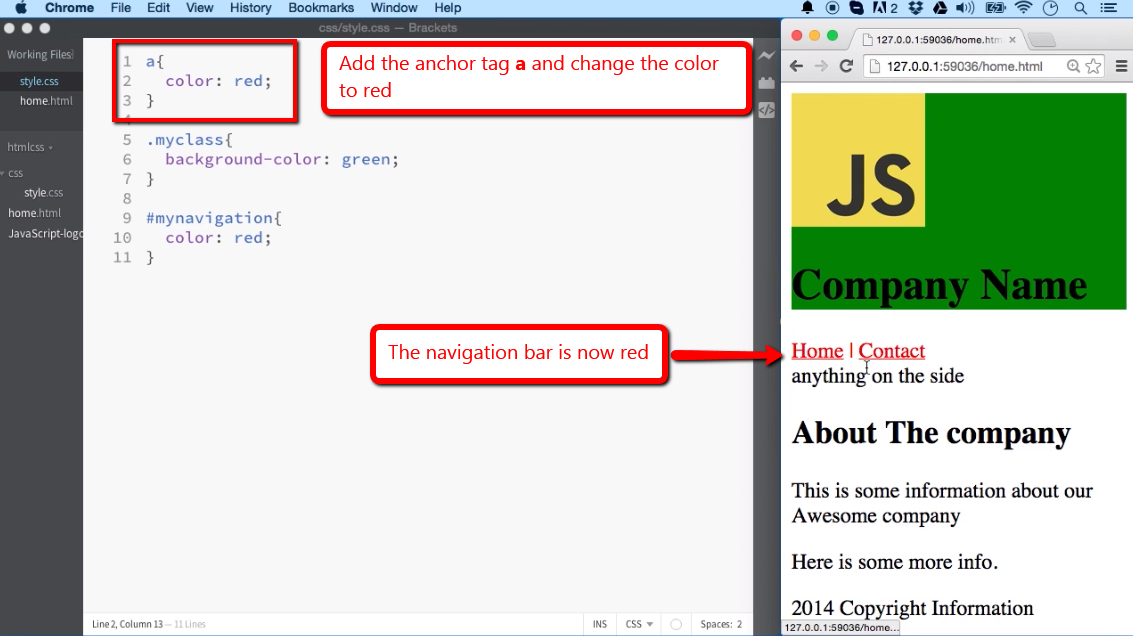 Chrome File Edit View History Bookmarks Window Help
2
css/style.css — Brackets
Working Files
style.css
home.html
htmlcss
css
style.css
home.html
JavaScript-logo
1 a{
2 color: red;
3 }
4
5 .myclass{
6 background-color: green;
7 }
8
9 #mynavigation{
10 color: red;
11 }
Add the anchor tag a and change the color
to red
The navigation bar is now red
Line 2, Column 13 — 11 Lines
INS CSS Spaces: 2
127.0.0.1:59036/home.htm
127.0.0.1:59036/home.html
JS
Company Name
Home | Contact
anything on the side
About The company
This is some information about our
Awesome company
Here is some more info.
2014 Copyright Information
127.0.0.1:59036/home...